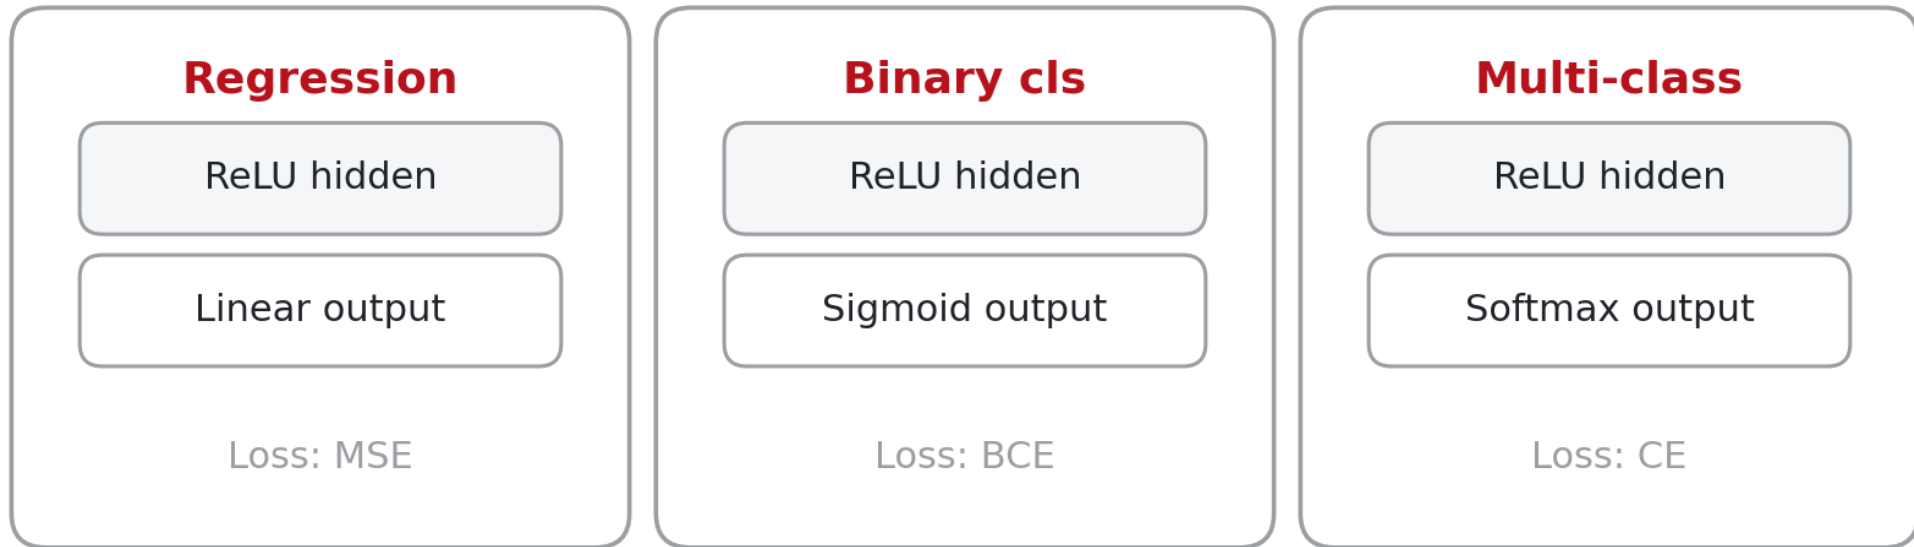 Regression
ReLU hidden
Linear output
Loss: MSE
Binary cls
ReLU hidden
Sigmoid output
Loss: BCE
Multi-class
ReLU hidden
Softmax output
Loss: CE